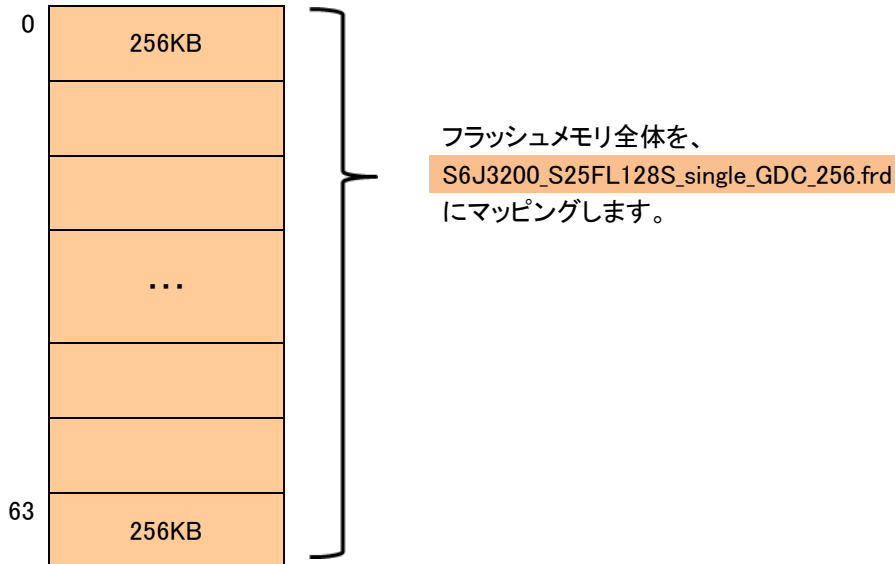 0
256KB
フラッシュメモリ全体を、
S6J3200_S25FL128S_single_GDC_256.frd
にマッピングします。
...
63
256KB